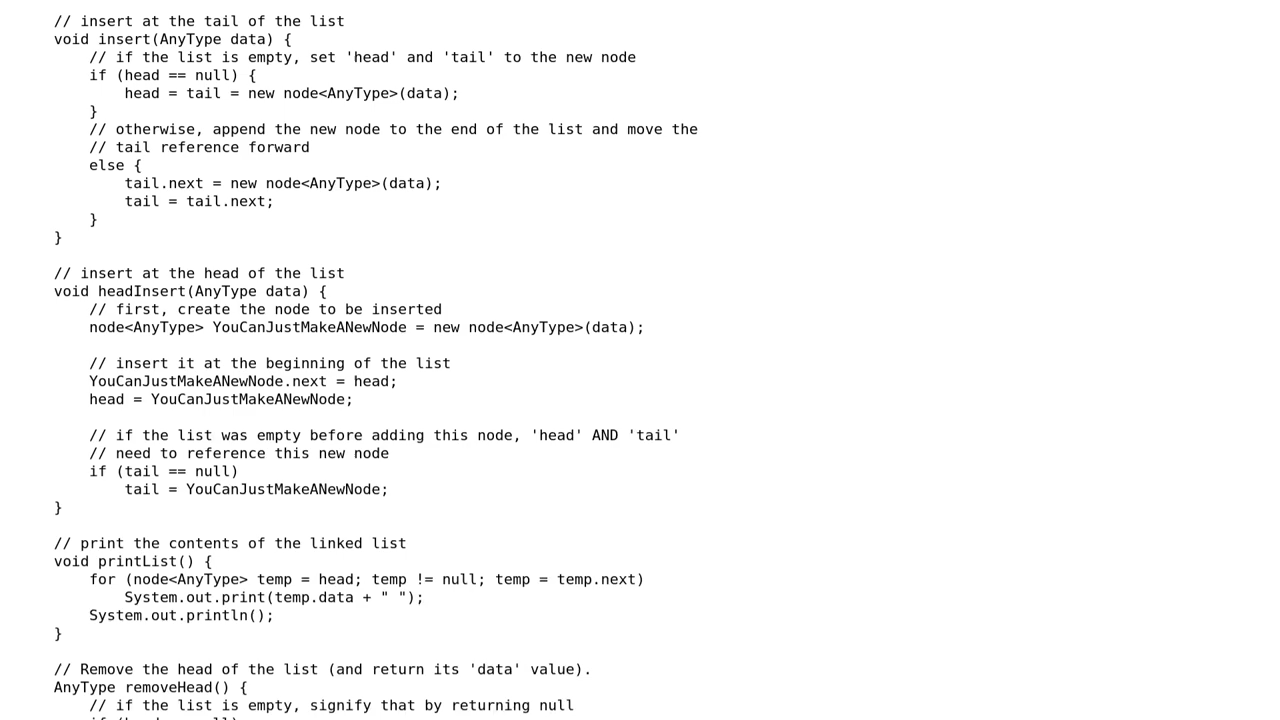 // insert at the tail of the list
void insert(AnyType data) {
    // if the list is empty, set 'head' and 'tail' to the new node
    if (head == null) {
        head = tail = new node<AnyType>(data);
    }
    // otherwise, append the new node to the end of the list and move the
    // tail reference forward
    else {
        tail.next = new node<AnyType>(data);
        tail = tail.next;
    }
}

// insert at the head of the list
void headInsert(AnyType data) {
    // first, create the node to be inserted
    node<AnyType> YouCanJustMakeANewNode = new node<AnyType>(data);

    // insert it at the beginning of the list
    YouCanJustMakeANewNode.next = head;
    head = YouCanJustMakeANewNode;

    // if the list was empty before adding this node, 'head' AND 'tail'
    // need to reference this new node
    if (tail == null)
        tail = YouCanJustMakeANewNode;
}

// print the contents of the linked list
void printList() {
    for (node<AnyType> temp = head; temp != null; temp = temp.next)
        System.out.print(temp.data + " ");
    System.out.println();
}

// Remove the head of the list (and return its 'data' value).
AnyType removeHead() {
    // if the list is empty, signify that by returning null